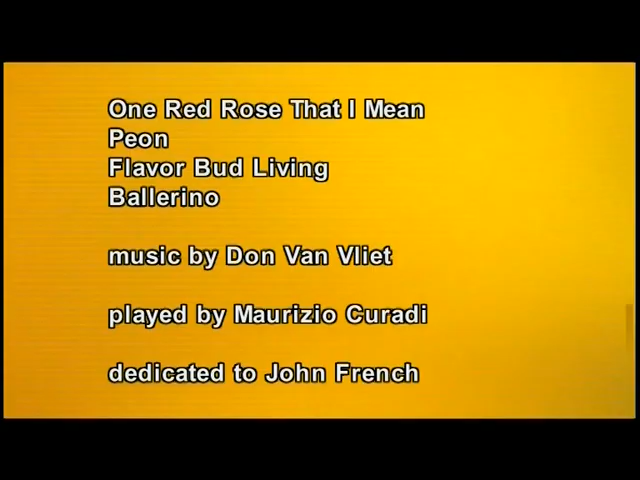 One Red Rose That I Mean
Peon
Flavor Bud Living
Ballerino
music by Don Van Vliet
played by Maurizio Curadi
dedicated to John French